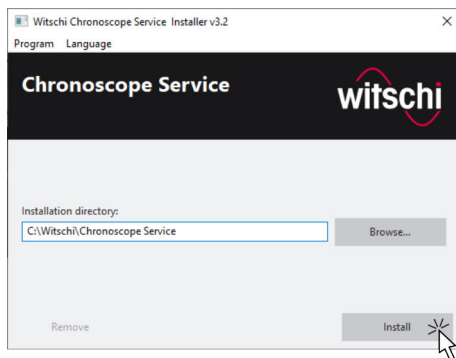 Witschi Chronoscope Service Installer v3.2
Program Language
Chronoscope Service
witschi
Installation directory:
C:\Witschi\Chronoscope Service
Browse...
Remove
Install